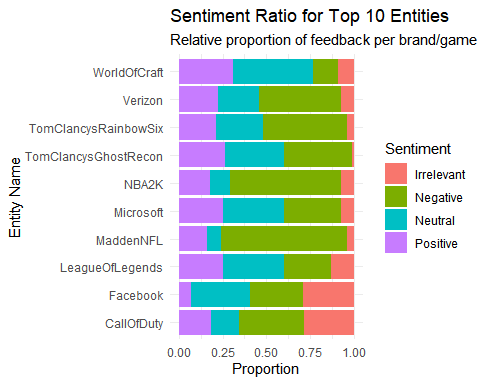 Sentiment Ratio for Top 10 Entities
Relative proportion of feedback per brand/game
Entity Name
WorldOfCraft
Verizon
TomClancysRainbowSix
TomClancysGhostRecon
NBA2K
Microsoft
MaddenNFL
LeagueOfLegends
Facebook
CallOfDuty
0.00 0.25 0.50 0.75 1.00
Proportion
Sentiment
Irrelevant
Negative
Neutral
Positive